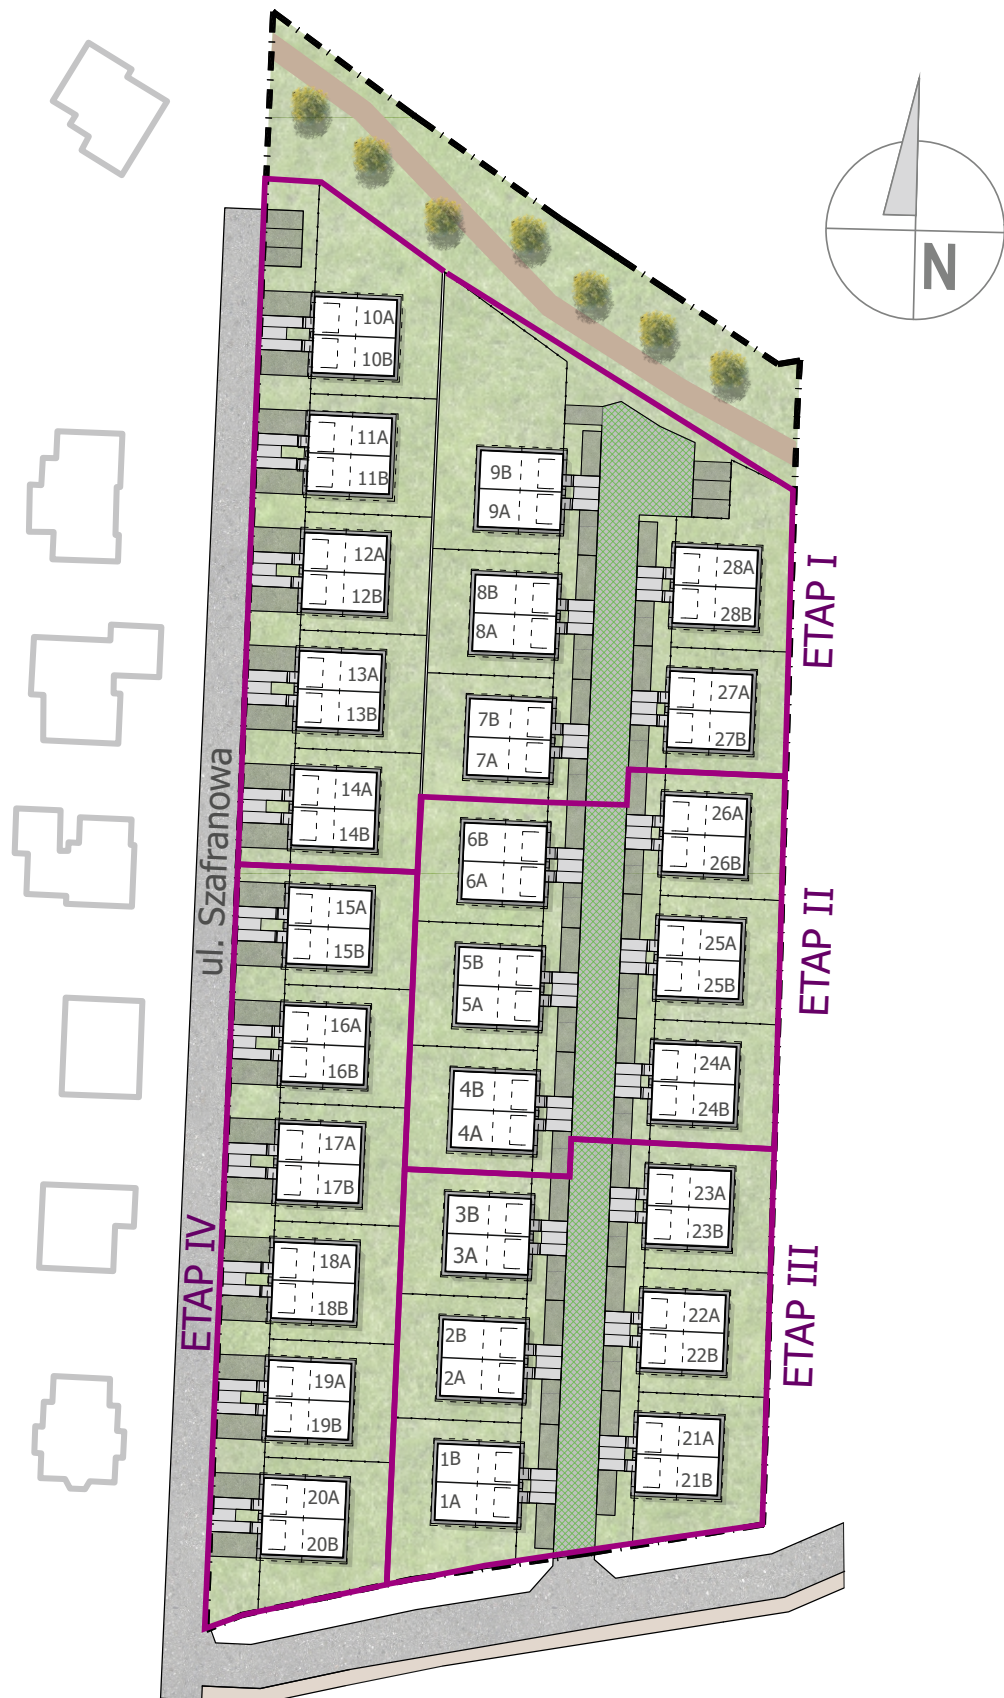 N
10A
10B
11A
11B
12A
12B
13A
13B
14A
14B
15A
15B
16A
16B
17A
17B
18A
18B
19A
19B
20A
20B
9B
9A
8B
8A
7B
7A
6B
6A
5B
5A
4B
4A
3B
3A
2B
2A
1B
1A
28A
28B
27A
27B
26A
26B
25A
25B
24A
24B
23A
23B
22A
22B
21A
21B
ETAP I
ETAP II
ETAP III
ETAP IV
ul. Szafranowa